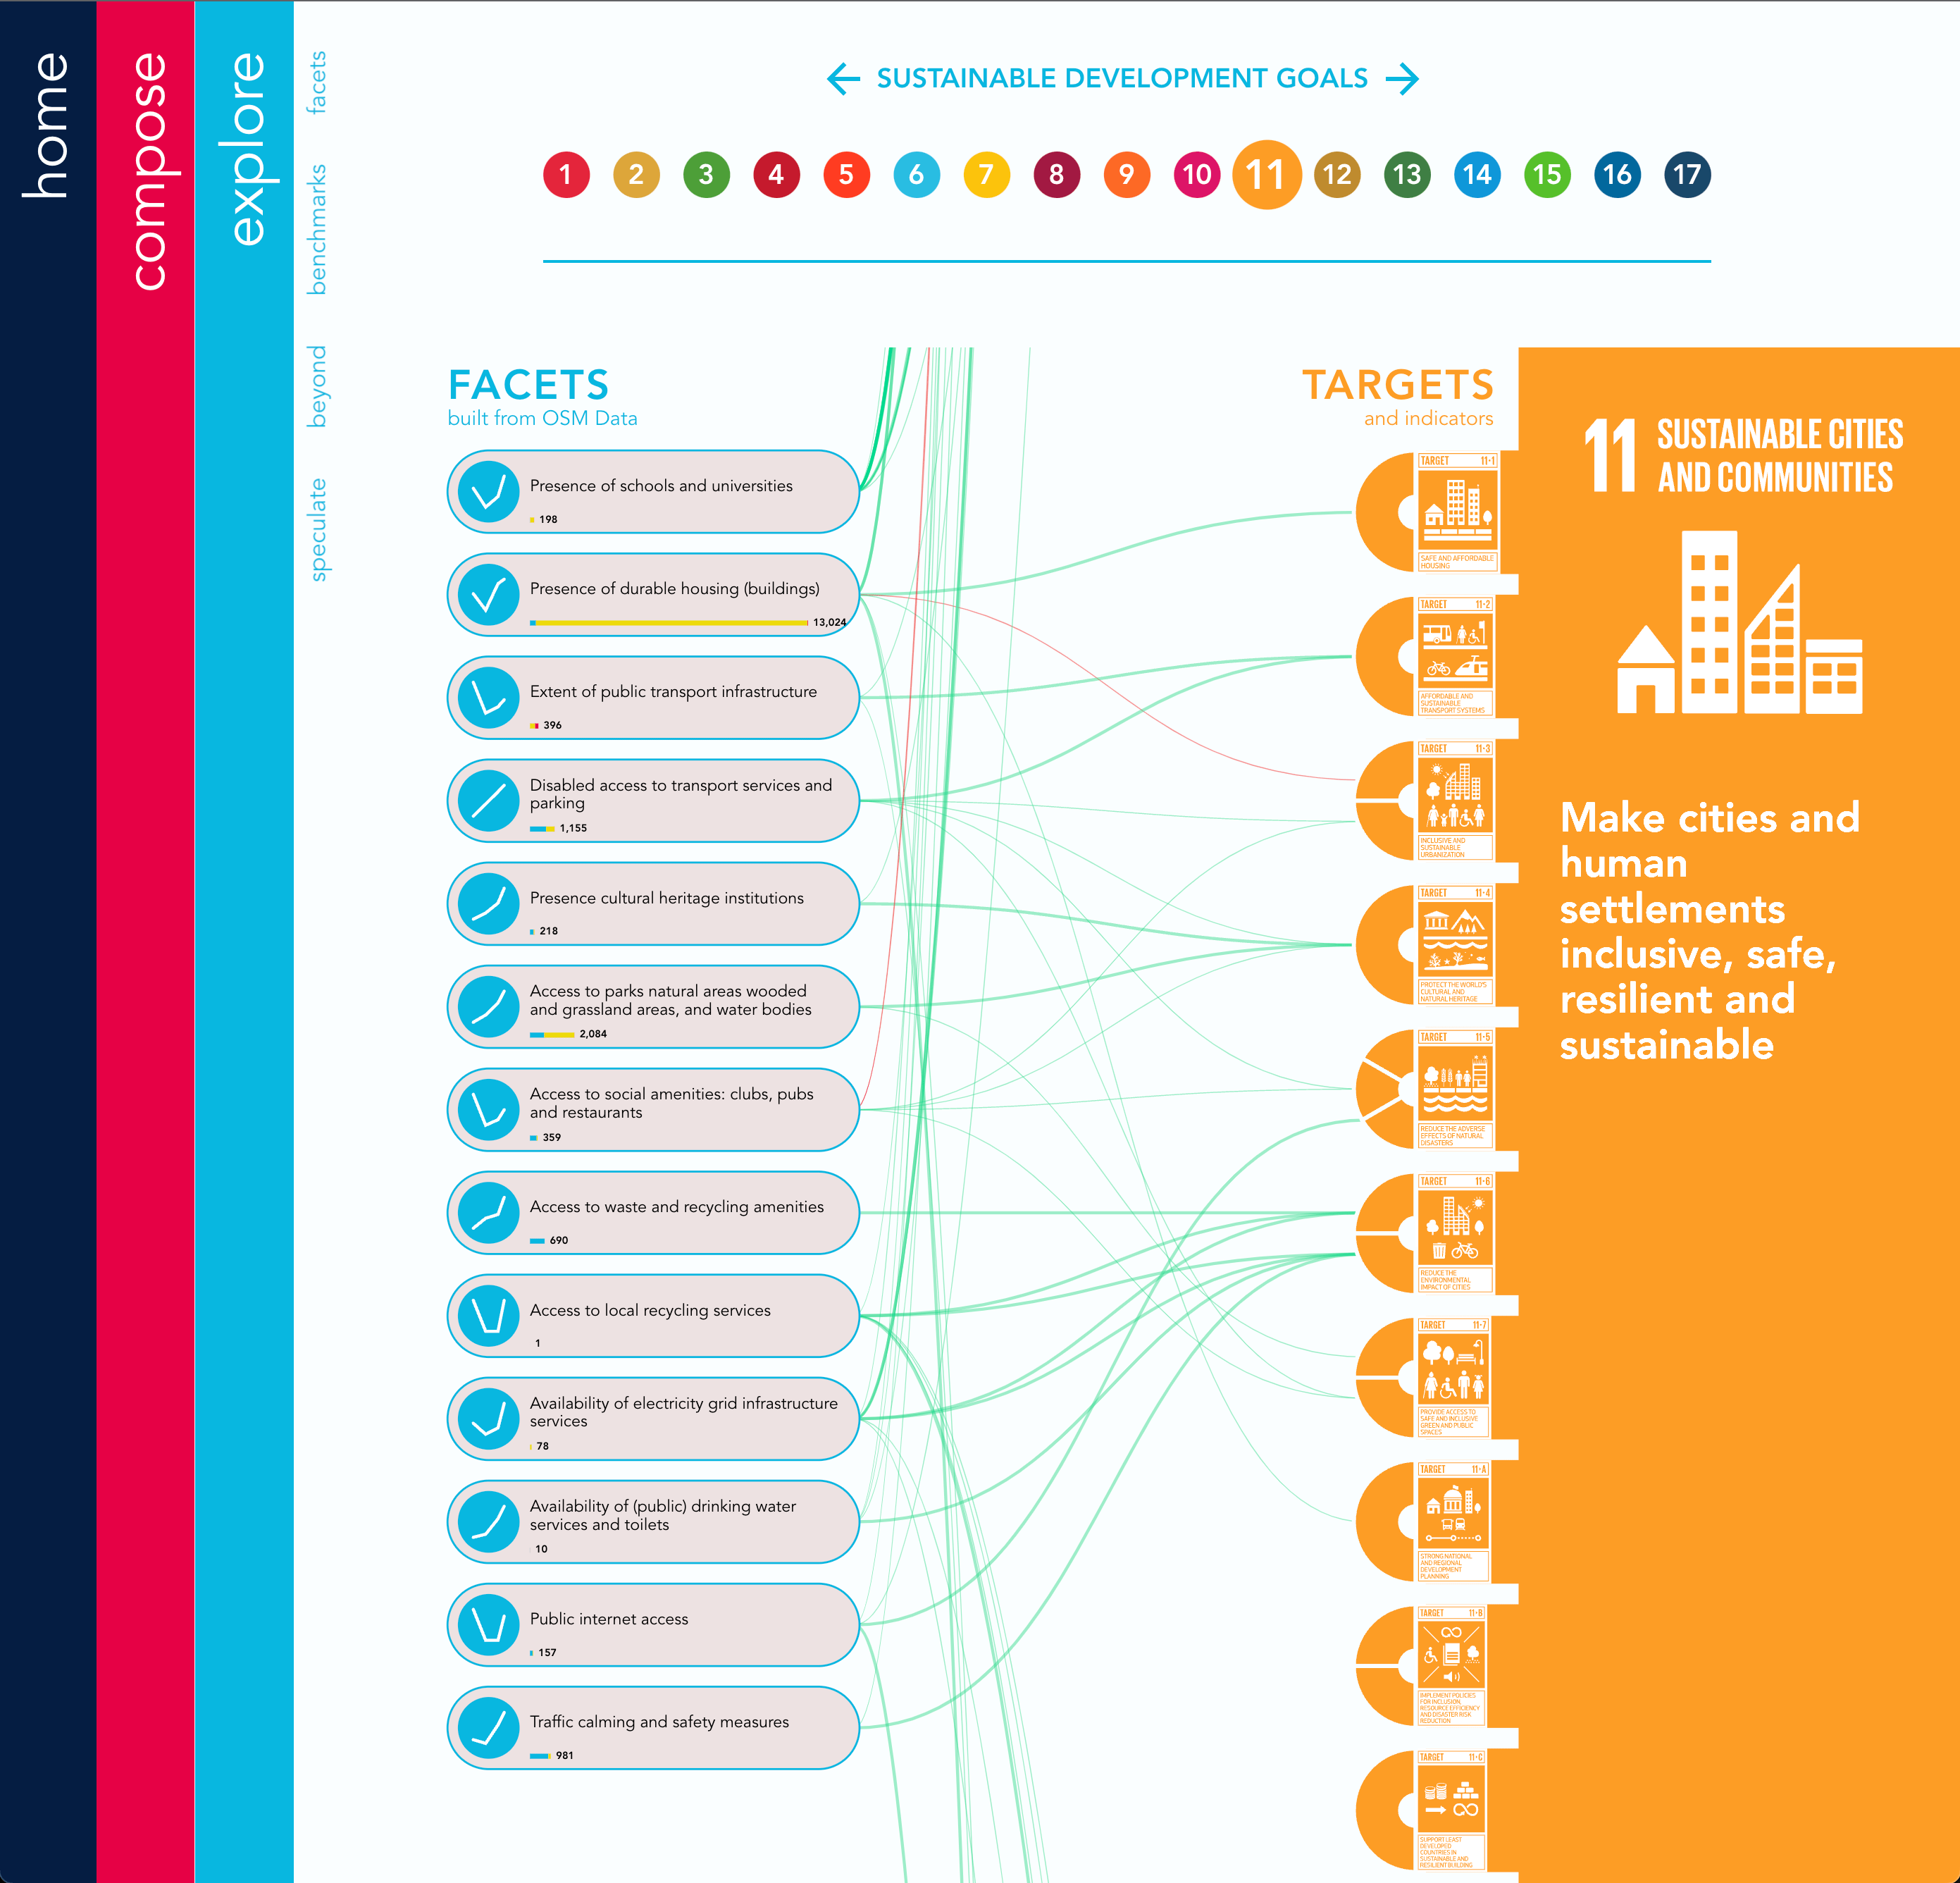 home
compose
explore
facets
benchmarks
beyond
speculate
← SUSTAINABLE DEVELOPMENT GOALS →
1 2 3 4 5 6 7 8 9 10 11 12 13 14 15 16 17
FACETS
built from OSM Data
Presence of schools and universities
198
Presence of durable housing (buildings)
13,024
Extent of public transport infrastructure
396
Disabled access to transport services and
parking
1,155
Presence cultural heritage institutions
218
Access to parks natural areas wooded
and grassland areas, and water bodies
2,084
Access to social amenities: clubs, pubs
and restaurants
359
Access to waste and recycling amenities
690
Access to local recycling services
1
Availability of electricity grid infrastructure
services
78
Availability of (public) drinking water
services and toilets
10
Public internet access
157
Traffic calming and safety measures
981
TARGETS
and indicators
TARGET 11·1
SAFE AND AFFORDABLE
HOUSING
TARGET 11·2
AFFORDABLE AND
SUSTAINABLE
TRANSPORT SYSTEMS
TARGET 11·3
INCLUSIVE AND
SUSTAINABLE
URBANIZATION
TARGET 11·4
PROTECT THE WORLD'S
CULTURAL AND
NATURAL HERITAGE
TARGET 11·5
REDUCE THE ADVERSE
EFFECTS OF NATURAL
DISASTERS
TARGET 11·6
REDUCE THE
ENVIRONMENTAL
IMPACT OF CITIES
TARGET 11·7
PROVIDE ACCESS TO
SAFE AND INCLUSIVE
GREEN AND PUBLIC
SPACES
TARGET 11·A
STRONG NATIONAL
AND REGIONAL
DEVELOPMENT
PLANNING
TARGET 11·B
IMPLEMENT POLICIES
FOR INCLUSION,
RESOURCE EFFICIENCY
AND DISASTER RISK
REDUCTION
TARGET 11·C
SUPPORT LEAST
DEVELOPED
COUNTRIES IN
SUSTAINABLE AND
RESILIENT BUILDING
11 SUSTAINABLE CITIES
AND COMMUNITIES
Make cities and
human
settlements
inclusive, safe,
resilient and
sustainable